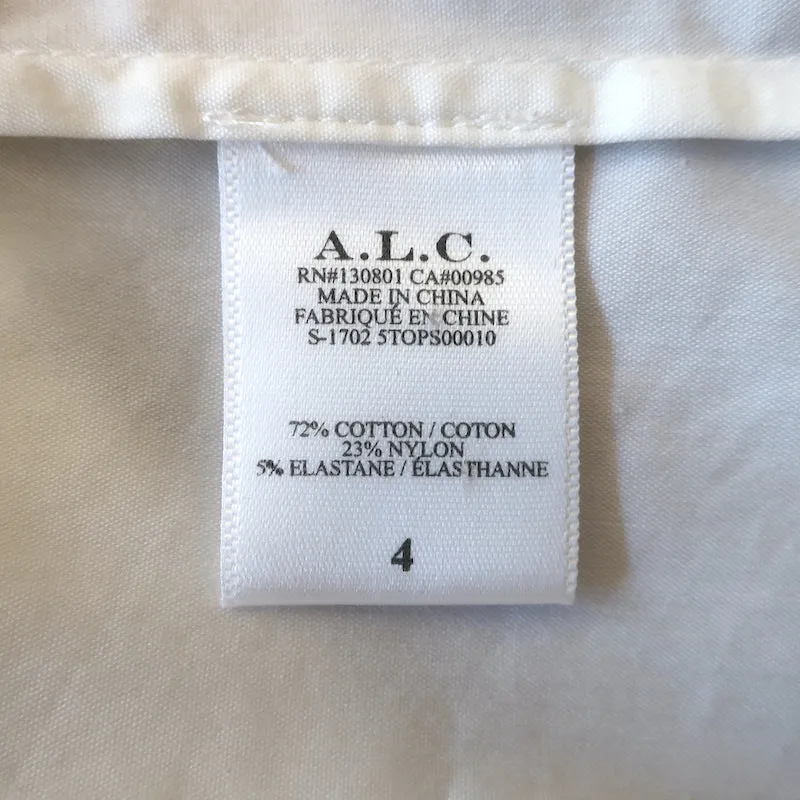 A.L.C.
RN#130801 CA#00985
MADE IN CHINA
FABRIQUÉ EN CHINE
S-1702 5TOPS00010
72% COTTON / COTON
23% NYLON
5% ELASTANE / ÉLASTHANNE
4